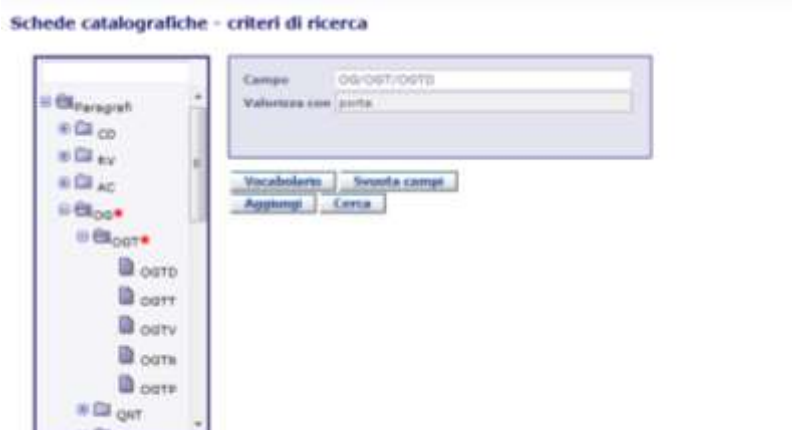 Schede catalografiche - criteri di ricerca
Paragrafi
CD
RV
AC
OG*
OGT*
OGTD
OGTT
OGTV
OGTN
OGTP
QNT
Campo OG/OGT/OGTD
Valorizza con porta
Vocabolario Svuota campi
Aggiungi Cerca